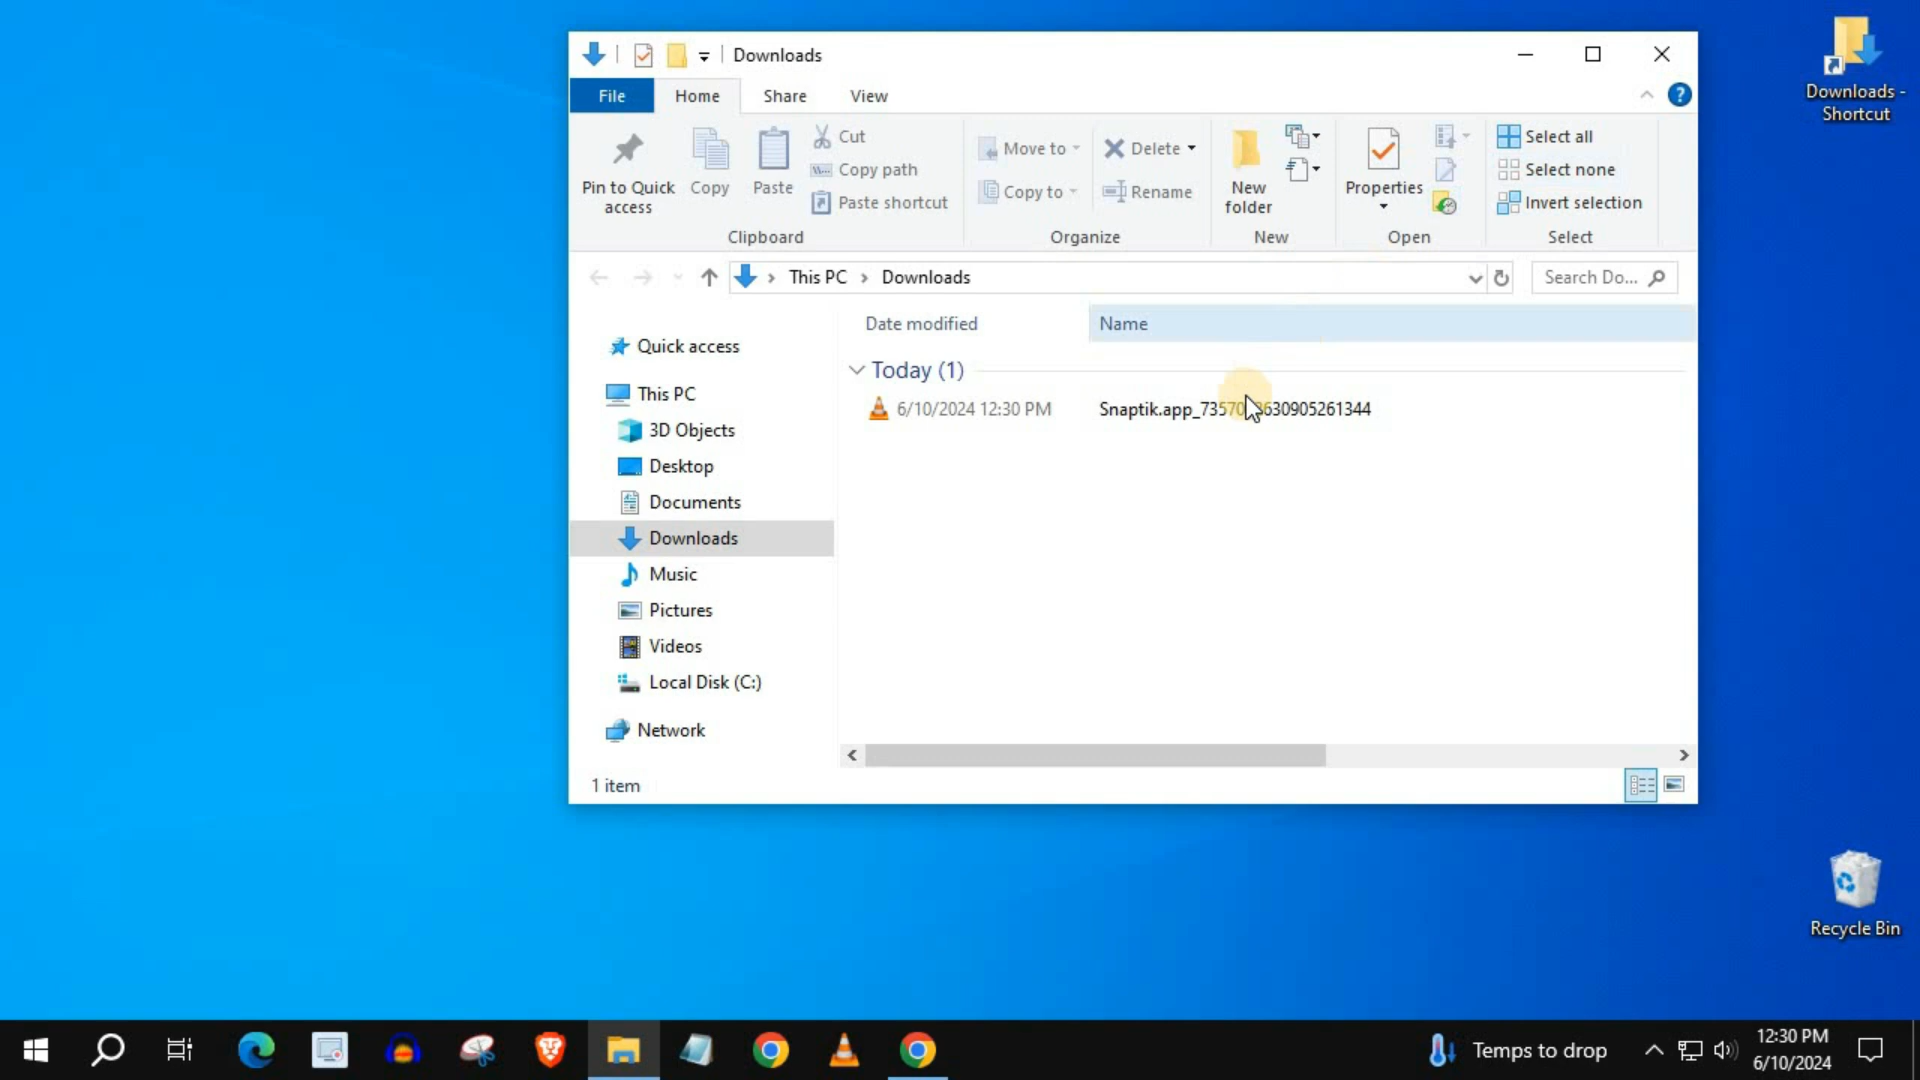 Downloads
File Home Share View
Pin to Quick access
Copy
Paste
Cut
Copy path
Paste shortcut
Clipboard
Move to
Copy to
Delete
Rename
Organize
New folder
New
Properties
Open
Select all
Select none
Invert selection
Select
This PC > Downloads
Search Do...
Date modified Name
Today (1)
6/10/2024 12:30 PM
Quick access
This PC
3D Objects
Desktop
Documents
Downloads
Music
Pictures
Videos
Local Disk (C:)
Network
1 item
Downloads -
Shortcut
Recycle Bin
Temps to drop
12:30 PM
6/10/2024